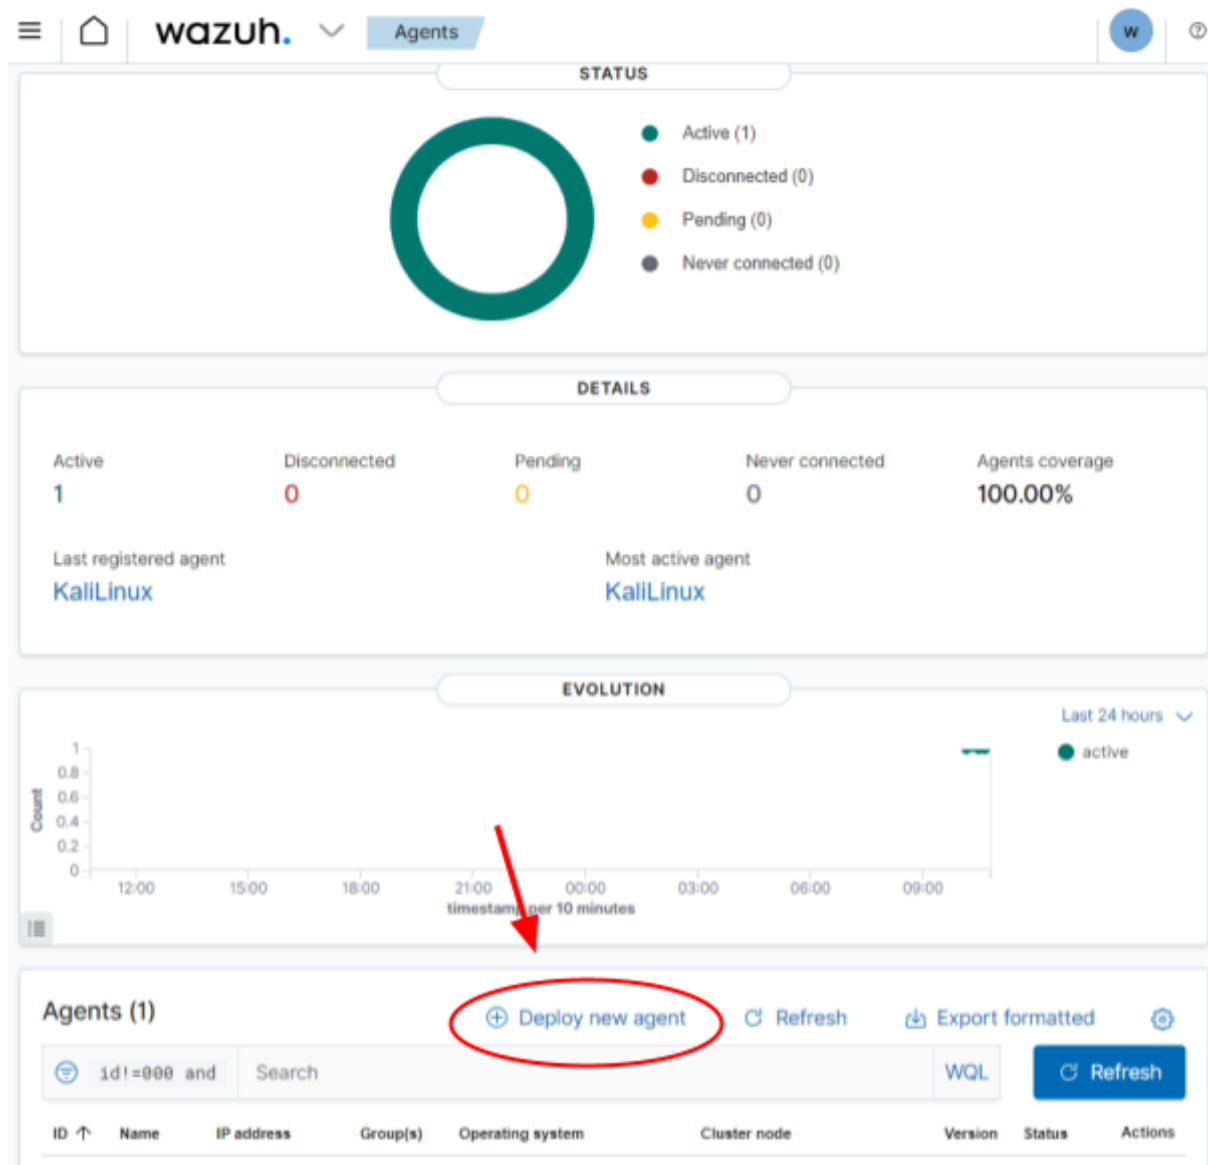 wazuh. Agents W
STATUS
Active (1)
Disconnected (0)
Pending (0)
Never connected (0)
DETAILS
Active Disconnected Pending Never connected Agents coverage
1 0 0 0 100.00%
Last registered agent Most active agent
KaliLinux KaliLinux
EVOLUTION
Last 24 hours
active
Count
1
0.8
0.6
0.4
0.2
0
12:00 15:00 18:00 21:00 00:00 03:00 06:00 09:00
timestamp per 10 minutes
Agents (1) Deploy new agent Refresh Export formatted
id!=000 and Search WQL Refresh
ID Name IP address Group(s) Operating system Cluster node Version Status Actions